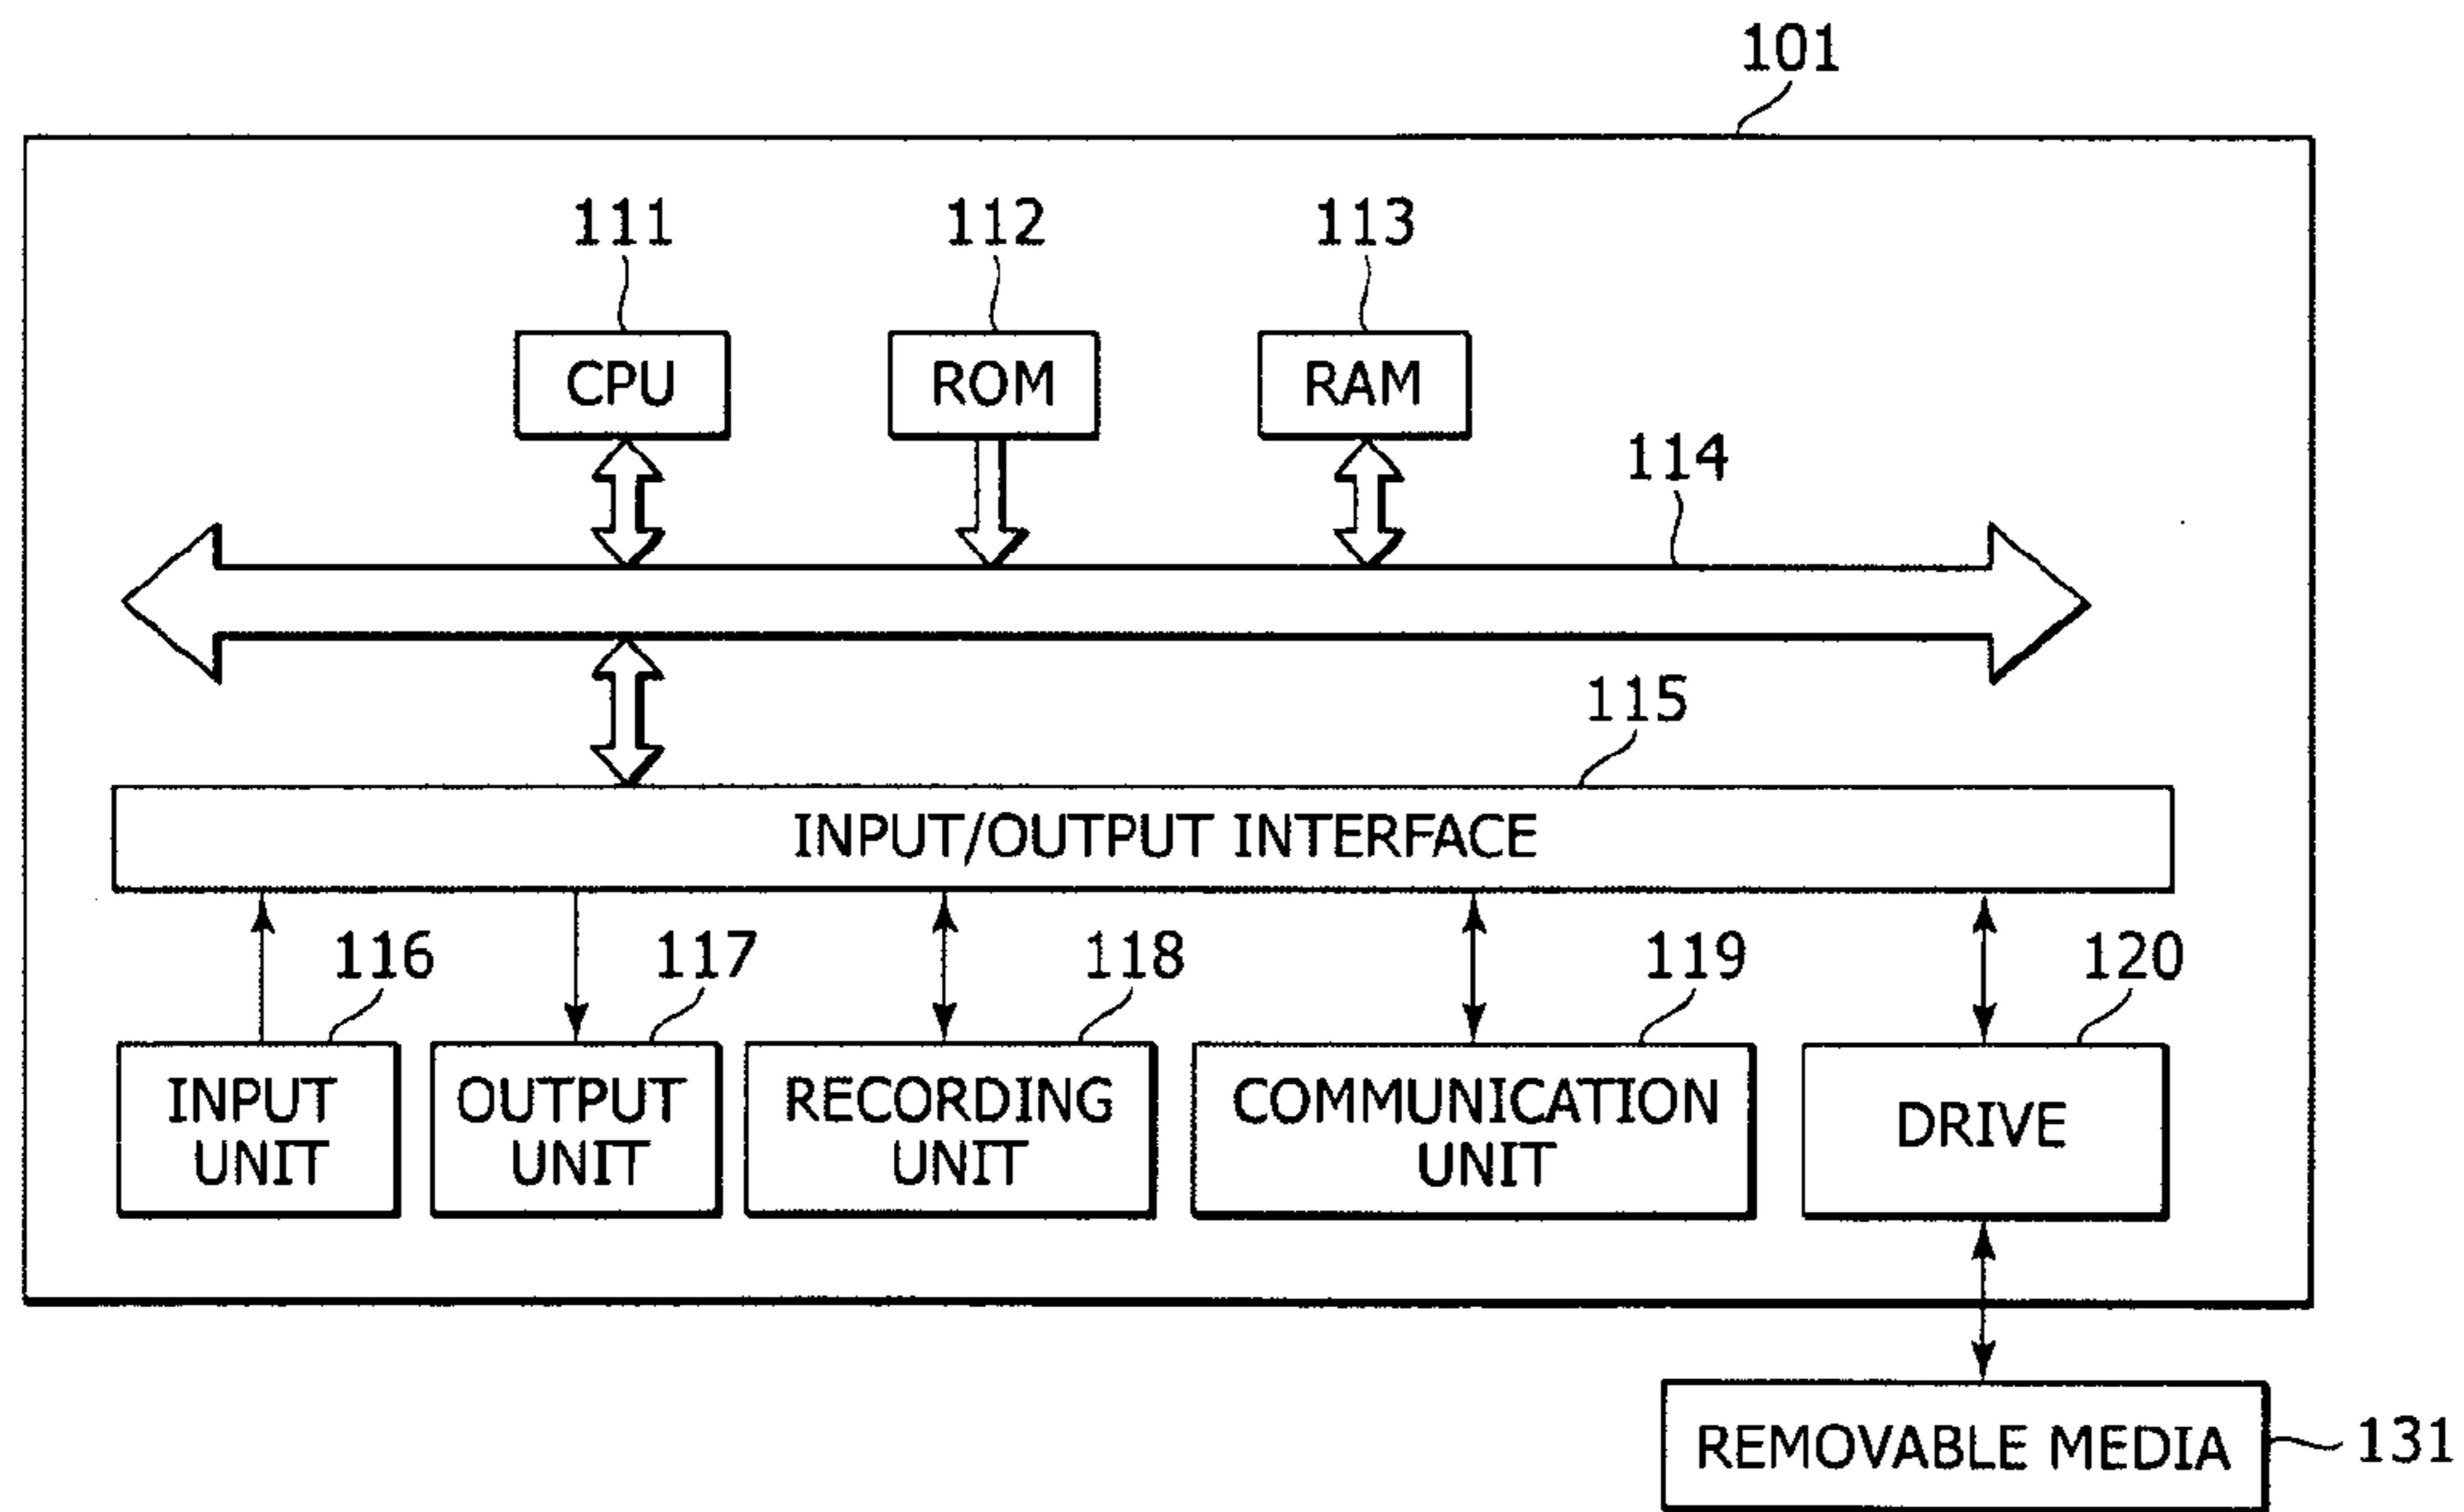 101
111
112
113
CPU
ROM
RAM
114
115
INPUT/OUTPUT INTERFACE
116
117
118
119
120
INPUT
UNIT
OUTPUT
UNIT
RECORDING
UNIT
COMMUNICATION
UNIT
DRIVE
REMOVABLE MEDIA
131